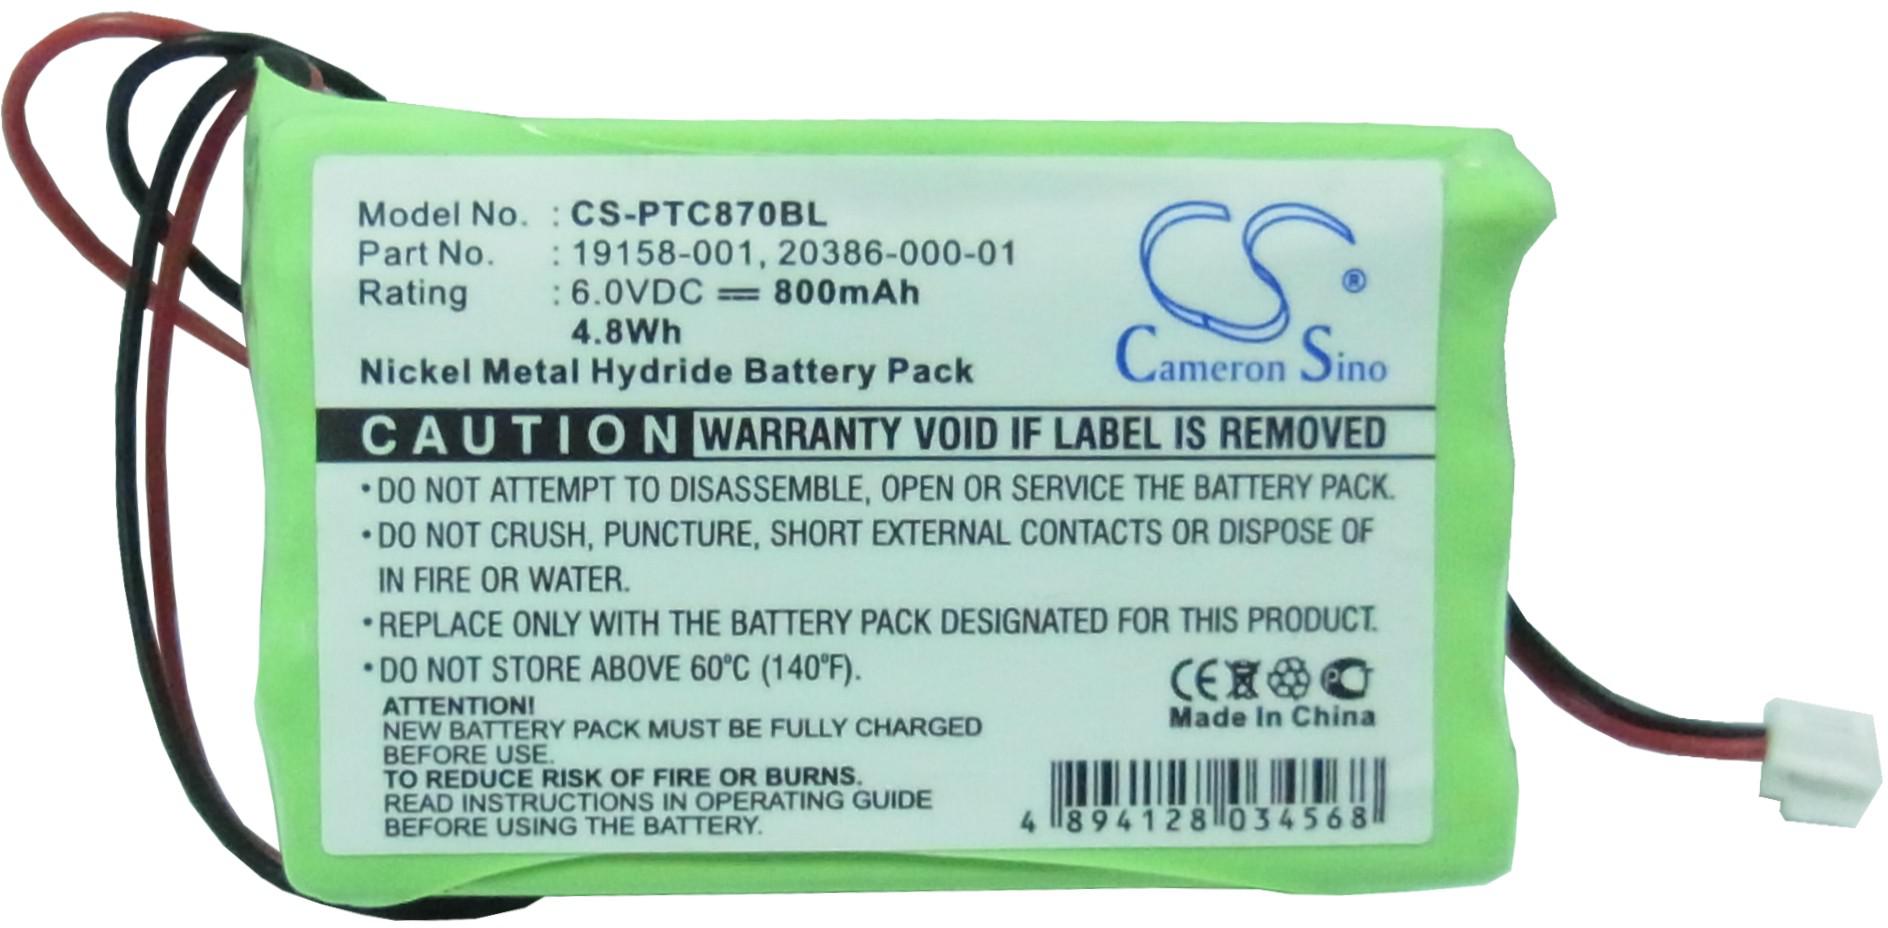 Model No. : CS-PTC870BL
Part No. : 19158-001, 20386-000-01
Rating : 6.0VDC ⎓ 800mAh
4.8Wh
Nickel Metal Hydride Battery Pack
CS ®
Cameron Sino
CAUTION WARRANTY VOID IF LABEL IS REMOVED
•DO NOT ATTEMPT TO DISASSEMBLE, OPEN OR SERVICE THE BATTERY PACK.
•DO NOT CRUSH, PUNCTURE, SHORT EXTERNAL CONTACTS OR DISPOSE OF
IN FIRE OR WATER.
•REPLACE ONLY WITH THE BATTERY PACK DESIGNATED FOR THIS PRODUCT.
•DO NOT STORE ABOVE 60°C (140°F).
ATTENTION!
NEW BATTERY PACK MUST BE FULLY CHARGED
BEFORE USE.
TO REDUCE RISK OF FIRE OR BURNS.
READ INSTRUCTIONS IN OPERATING GUIDE
BEFORE USING THE BATTERY.
CE PC
Made In China
4 894128 034568